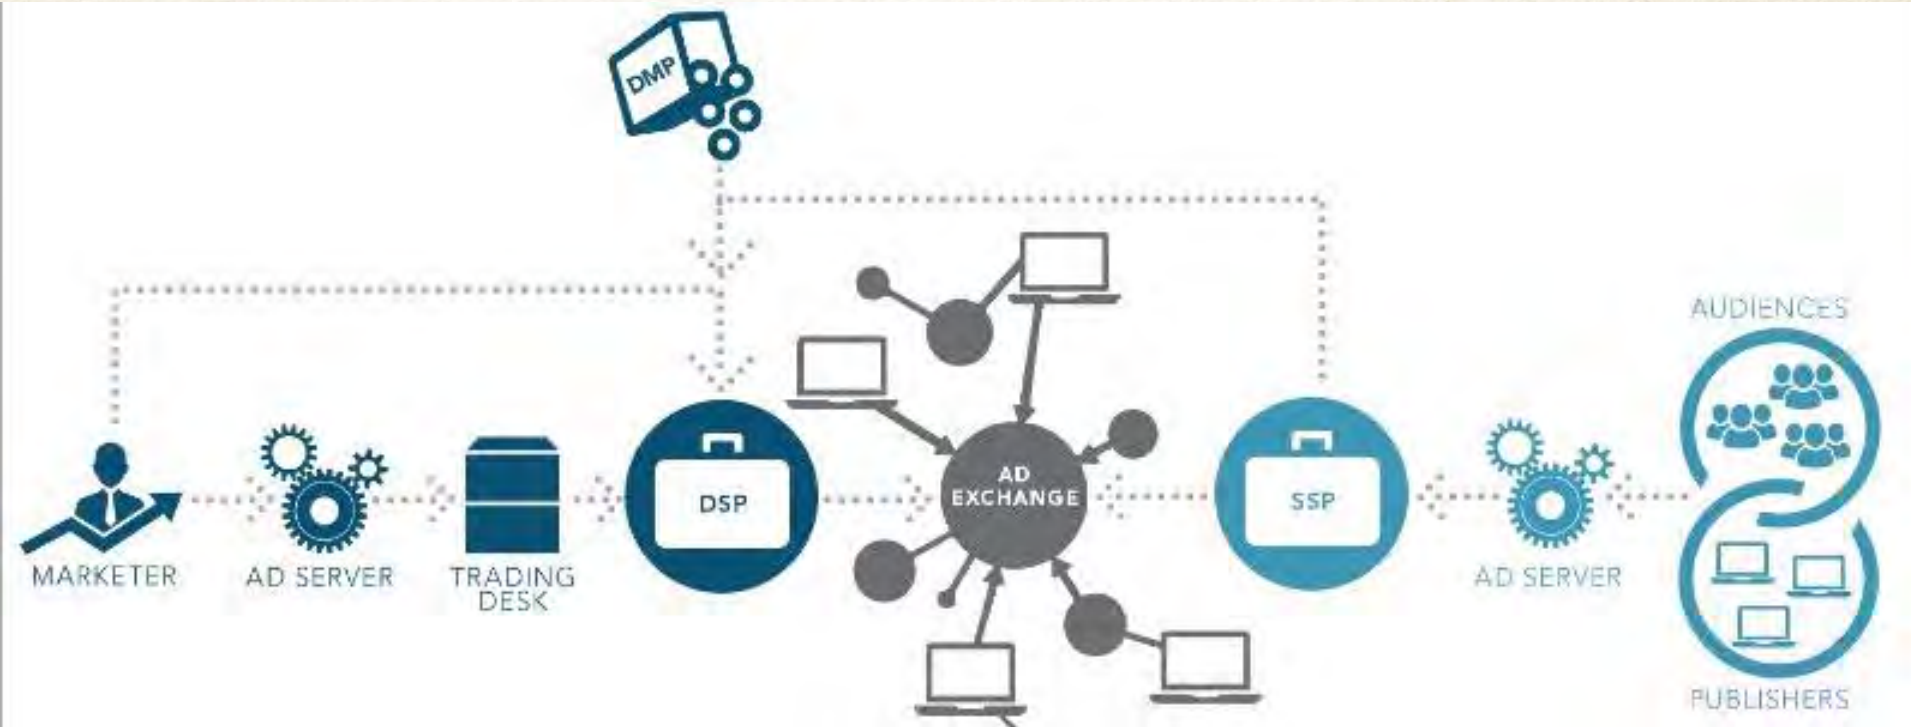 DMP
AUDIENCES
AD
EXCHANGE
DSP
SSP
MARKETER
AD SERVER
TRADING
DESK
AD SERVER
PUBLISHERS